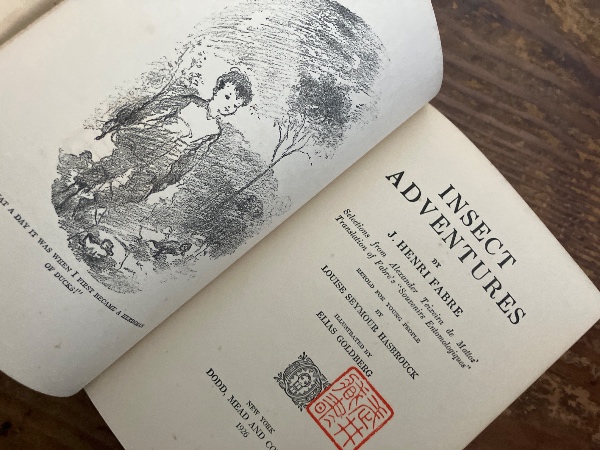 AT A DAY IT WAS WHEN I FIRST BECAME A HERDSMAN
OF DUCKS!"
INSECT
ADVENTURES
BY
J. HENRI FABRE
Selections from Alexander Teixeira de Mattos'
Translation of Fabre's "Souvenirs Entomologiques"
RETOLD FOR YOUNG PEOPLE
BY
LOUISE SEYMOUR HASBROUCK
ILLUSTRATED BY
ELIAS GOLDBERG
NEW YORK
DODD, MEAD AND CO
1926